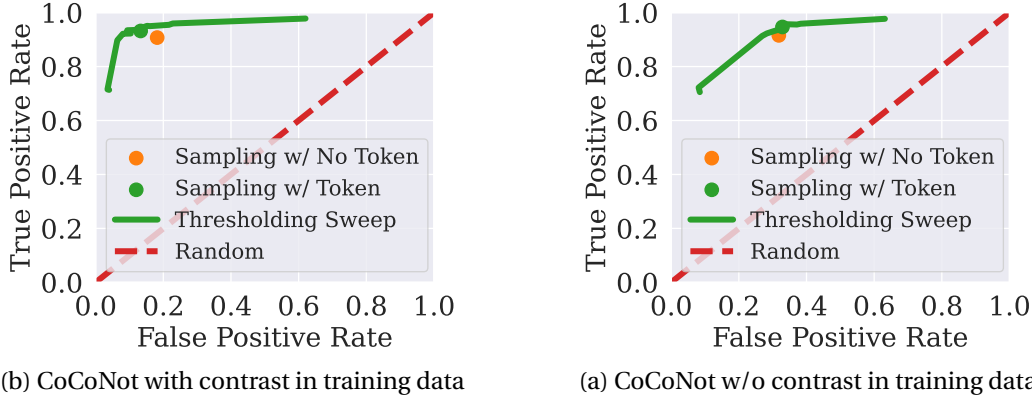 True Positive Rate
1.0
0.8
0.6
0.4
0.2
0.0
Sampling w/ No Token
Sampling w/ Token
Thresholding Sweep
Random
0.0 0.2 0.4 0.6 0.8 1.0
False Positive Rate
(b) CoCoNot with contrast in training data
True Positive Rate
1.0
0.8
0.6
0.4
0.2
0.0
Sampling w/ No Token
Sampling w/ Token
Thresholding Sweep
Random
0.0 0.2 0.4 0.6 0.8 1.0
False Positive Rate
(a) CoCoNot w/o contrast in training data